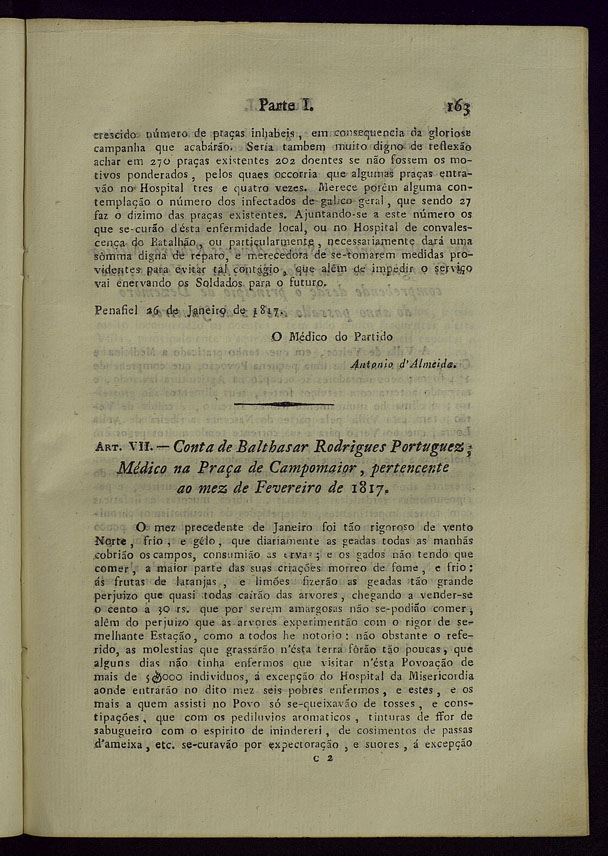 Parte I. 163
crescido número de praças inhabeis, em consequencia da gloriosa
campanha que acabárão. Seria tambem muito digno de reflexão
achar em 270 praças existentes 202 doentes se não fossem os mo-
tivos ponderados, pelos quaes occorria que algumas praças entra-
vão no Hospital tres e quatro vezes. Merece porém alguma con-
templação o número dos infectados de galico geral, que sendo 27
faz o dizimo das praças existentes. Ajuntando-se a este número os
que se-curão d'ésta enfermidade local, ou no Hospital de convales-
cença do Batalhão, ou particularmente, necessariamente dará uma
sômma digna de réparo, e merecedora de se-tomarem medidas pro-
videntes para evitar tal contágio, que além de impedir o serviço
vai enervando os Soldados para o futuro.
Penafiel 26 de Janeiro de 1817.
O Médico do Partido
Antonio d'Almeida.
ART. VII. — Conta de Balthasar Rodrigues Portuguez,
Médico na Praça de Campomaior, pertencente
ao mez de Fevereiro de 1817.
O mez precedente de Janeiro foi tão rigoroso de vento
Norte, frio, e gélo, que diariamente as geadas todas as manhãs
cobrião os campos, consumião as ervas; e os gados não tendo que
comer, a maior parte das suas criações morreo de fome, e frio:
ás frutas de laranjas, e limões fizerão as geadas tão grande
perjuizo que quasi todas caírão das arvores, chegando a vender-se
o cento a 30 rs. que por serem amargosas não se-podião comer,
além do perjuizo que as arvores experimentão com o rigor de se-
melhante Estação, como a todos he notorio: não obstante o refe-
rido, as molestias que grassarão n'ésta terra fôrão tão poucas, que
alguns dias não tinha enfermos que visitar n'ésta Povoação de
mais de 5000 individuos, á excepção do Hospital da Misericordia
aonde entrarão no dito mez seis pobres enfermos, e estes, e os
mais a quem assisti no Povo só se-queixavão de tosses, e cons-
tipações, que com os pediluvios aromaticos, tinturas de ffor de
sabugueiro com o espirito de inindereri, de cosimentos de passas
d'ameixa, etc. se-curavão por expectoração, e suores, á excepção
C 2